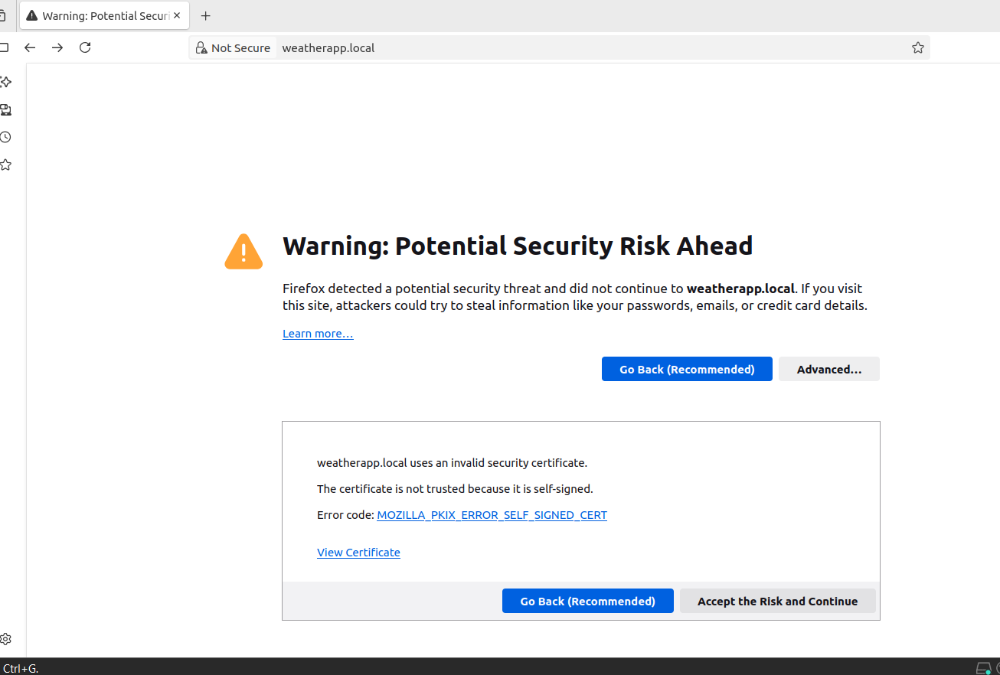 Warning: Potential Securi
Not Secure weatherapp.local
Warning: Potential Security Risk Ahead
Firefox detected a potential security threat and did not continue to weatherapp.local. If you visit
this site, attackers could try to steal information like your passwords, emails, or credit card details.
Learn more…
Go Back (Recommended) Advanced…
weatherapp.local uses an invalid security certificate.
The certificate is not trusted because it is self-signed.
Error code: MOZILLA_PKIX_ERROR_SELF_SIGNED_CERT
View Certificate
Go Back (Recommended) Accept the Risk and Continue
Ctrl+G.